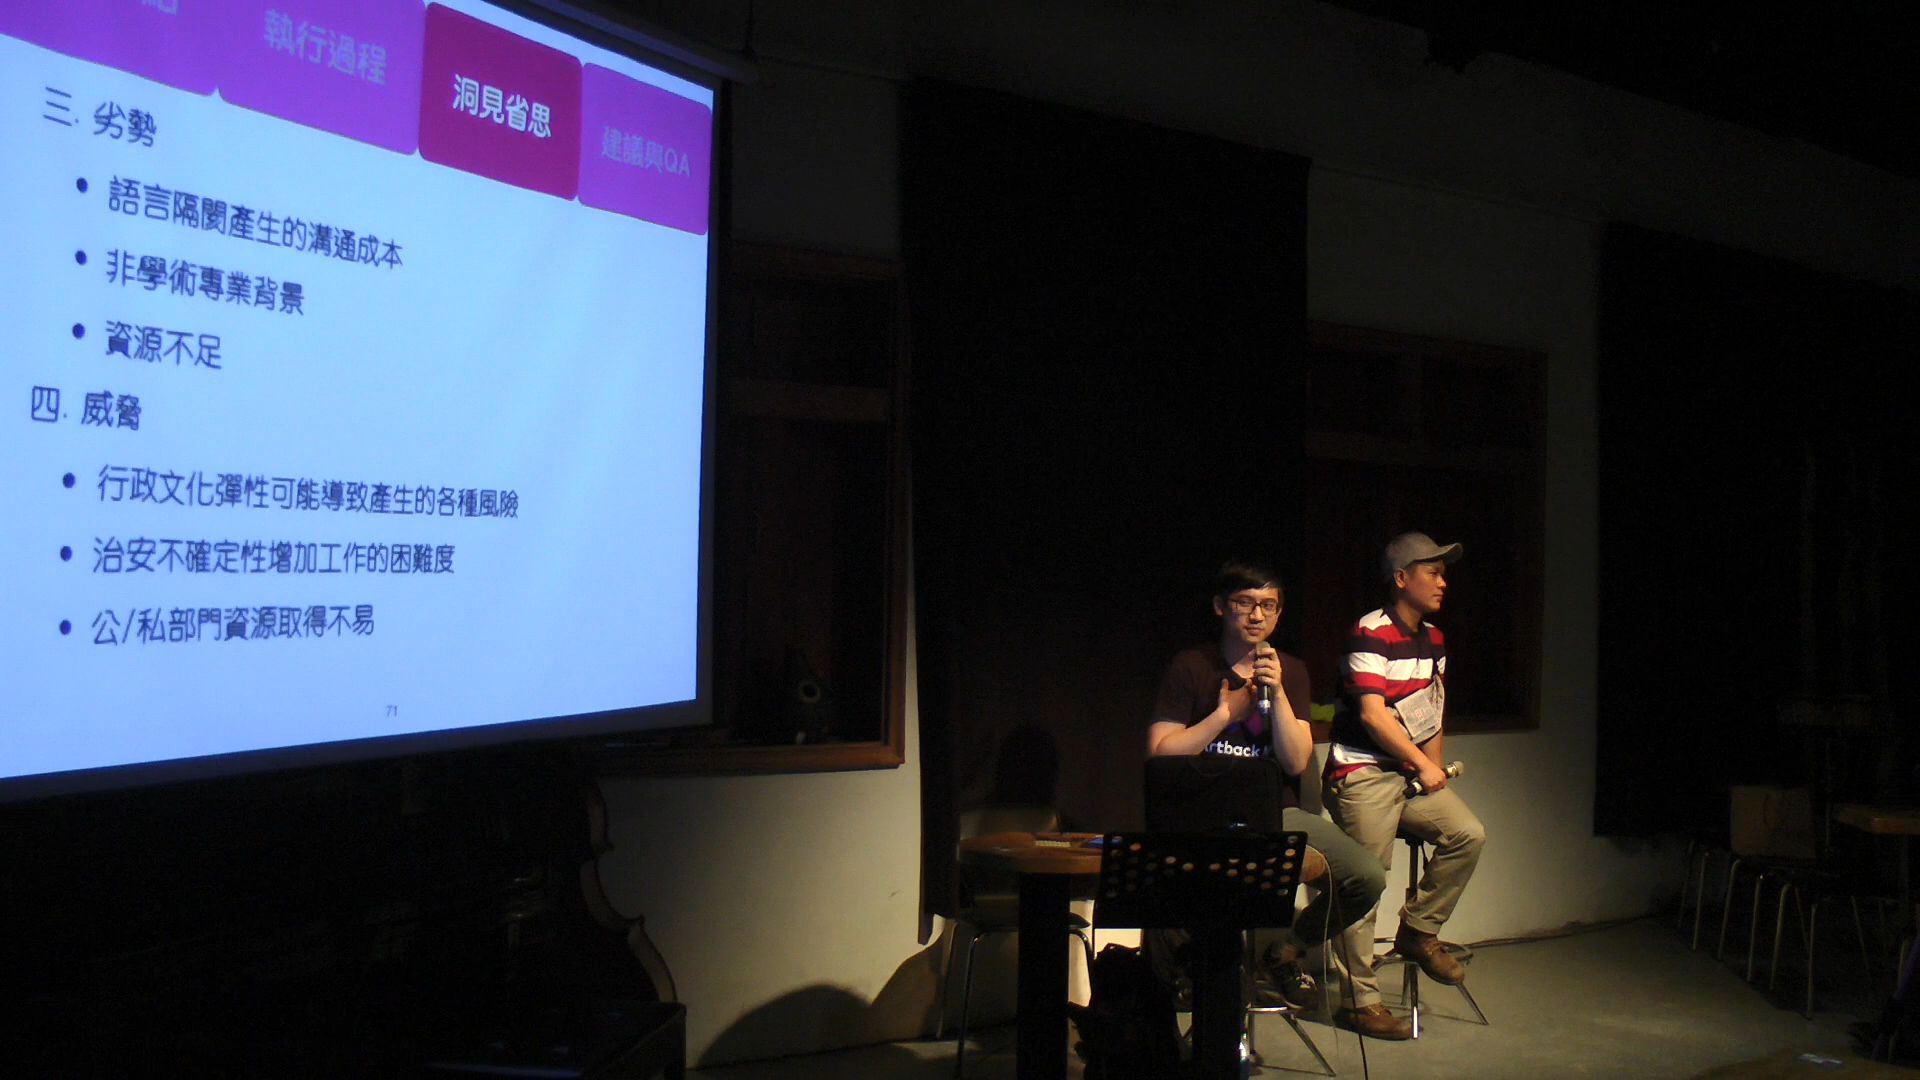 執行過程
洞見省思
建議與QA
三. 劣勢
• 語言隔閡產生的溝通成本
• 非學術專業背景
• 資源不足
四. 威脅
• 行政文化彈性可能導致產生的各種風險
• 治安不確定性增加工作的困難度
• 公/私部門資源取得不易
71
rtback